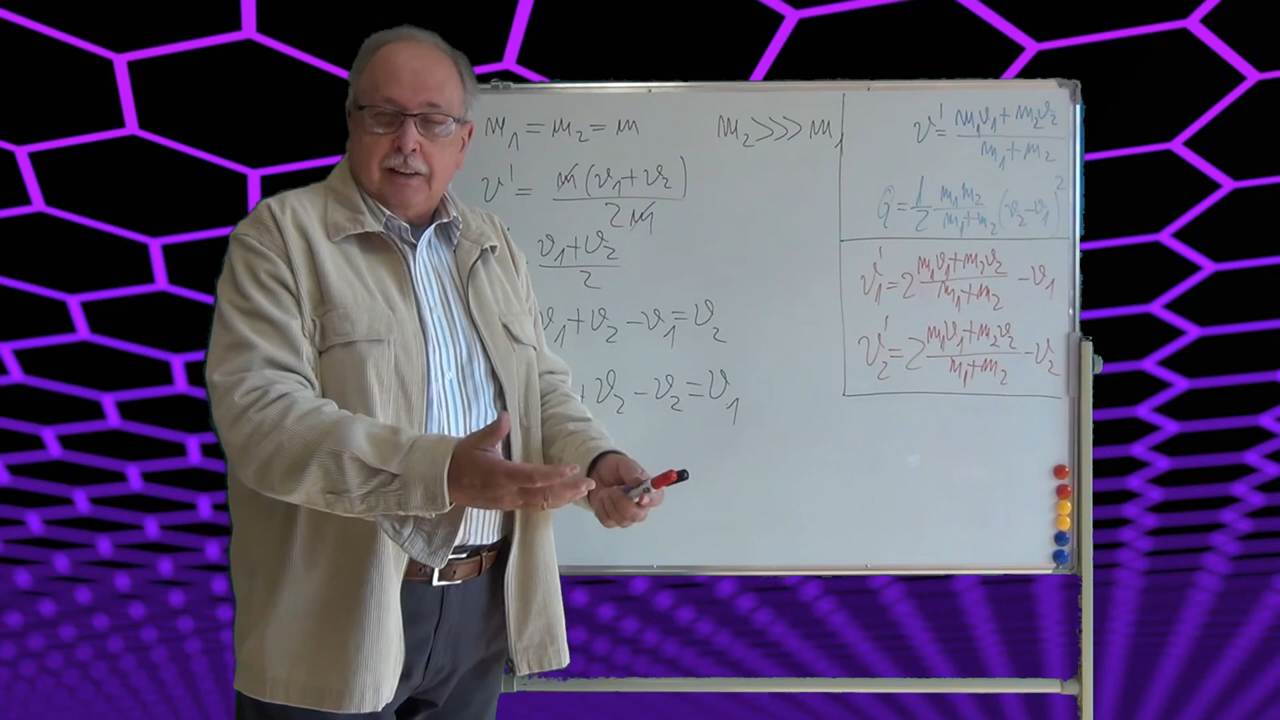 m₁ = m₂ = m
v' = m(v₁+v₂) / 2m
(v₁+v₂) / 2
v₁+v₂ −v₁ = v₂
+v₂ −v₂ = v₁
m₂ >>> m₁
v' = (m₁v₁+m₂v₂) / (m₁+m₂)
Q = 1/2 (m₁m₂)/(m₁+m₂) (v₂−v₁)²
v₁' = 2 (m₁v₁+m₂v₂)/(m₁+m₂) −v₁
v₂' = 2 (m₁v₁+m₂v₂)/(m₁+m₂) −v₂